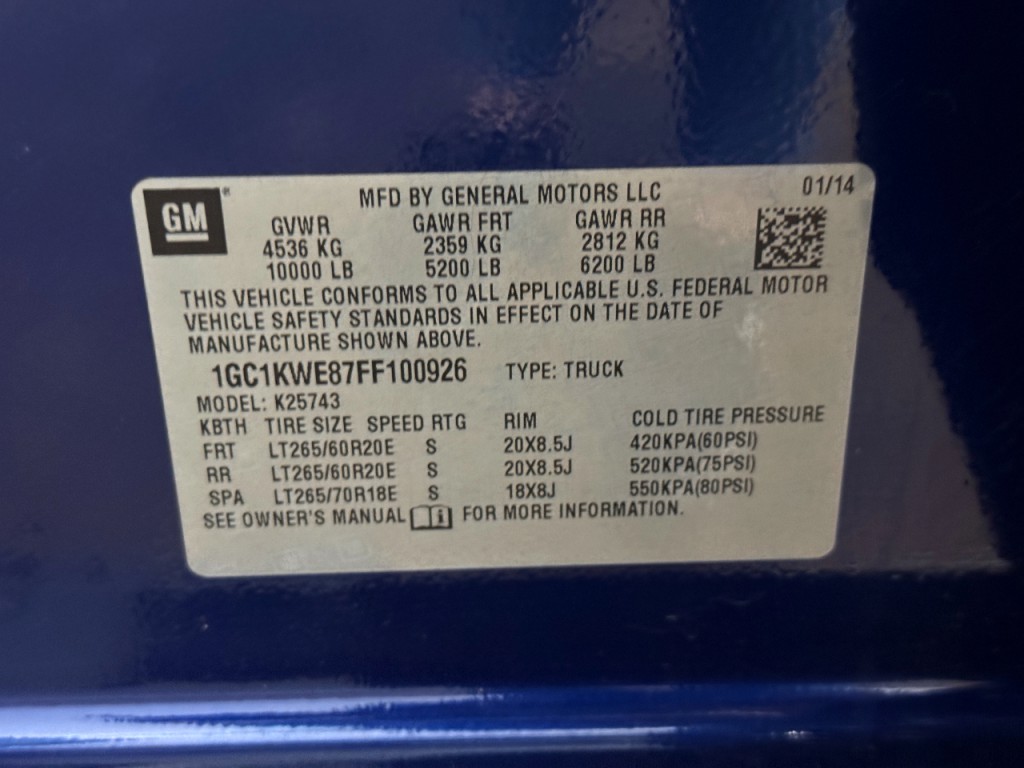 GM® MFD BY GENERAL MOTORS LLC 01/14
GVWR GAWR FRT GAWR RR
4536 KG 2359 KG 2812 KG
10000 LB 5200 LB 6200 LB
THIS VEHICLE CONFORMS TO ALL APPLICABLE U.S. FEDERAL MOTOR
VEHICLE SAFETY STANDARDS IN EFFECT ON THE DATE OF
MANUFACTURE SHOWN ABOVE.
1GC1KWE87FF100926 TYPE: TRUCK
MODEL: K25743
KBTH TIRE SIZE SPEED RTG RIM COLD TIRE PRESSURE
FRT LT265/60R20E S 20X8.5J 420KPA(60PSI)
RR LT265/60R20E S 20X8.5J 520KPA(75PSI)
SPA LT265/70R18E S 18X8J 550KPA(80PSI)
SEE OWNER'S MANUAL i FOR MORE INFORMATION.